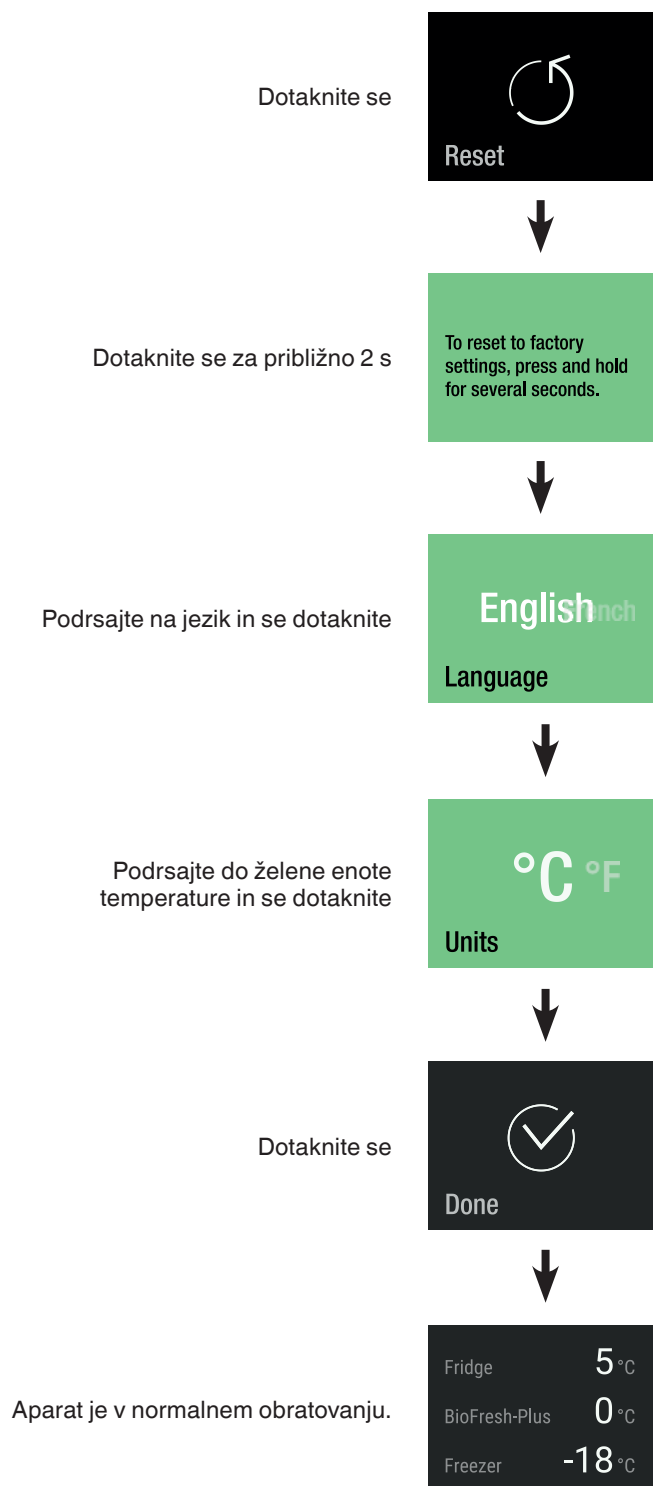 Dotaknite se
Reset
Dotaknite se za približno 2 s
To reset to factory
settings, press and hold
for several seconds.
Podrsajte na jezik in se dotaknite
English French
Language
Podrsajte do želene enote
temperature in se dotaknite
°C °F
Units
Dotaknite se
Done
Aparat je v normalnem obratovanju.
Fridge 5 °C
BioFresh-Plus 0 °C
Freezer -18 °C